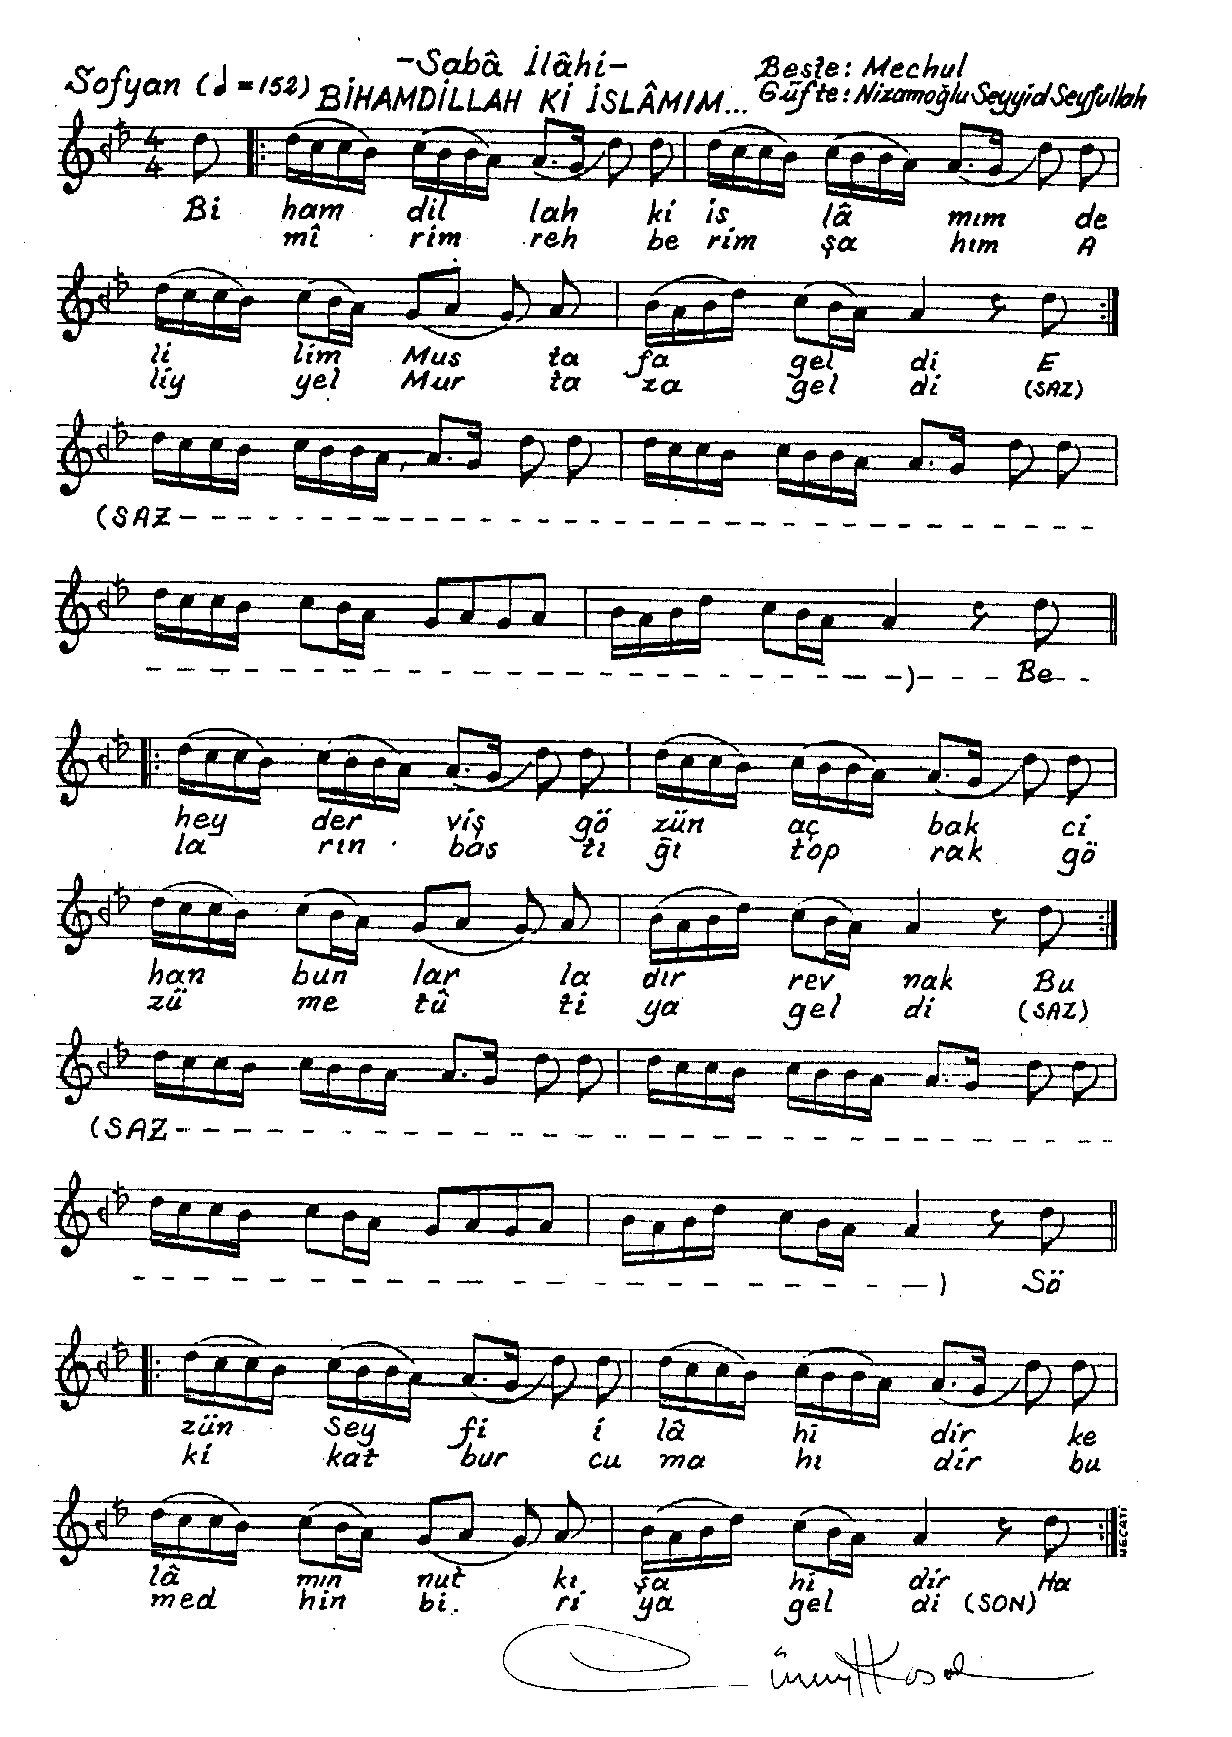 -Sabâ İlâhi-
Sofyan (♩=152) BİHAMDİLLAH Kİ İSLÂMIM...
Beste: Mechul
Güfte: Nizamoğlu Seyyid Seyfullah
4
4
Bi ham dil lah ki is lâ mım de
mî rim reh be rim şa hım A
li lim Mus ta fa gel di E
liy yel Mur ta za gel di (SAZ)
(SAZ- - - - - - - - - - - - - - - - - - - - - - - - - - - -
- - - - - - - - - - - - - - - - - - - - - - -)- - - - Be - -
hey der viş gö zün aç bak ci
la rın bas tı ğı top rak gö
han bun lar la dır rev nak Bu
zü me tû ti ya gel di (SAZ)
(SAZ- - - - - - - - - - - - - - - - - - - - - - - - - - - -
- - - - - - - - - - - - - - - - - - - - - - - -) Sö
zün Sey fi i lâ hi dir ke
ki kat bur cu ma hı dir bu
lâ mın nut kı şa hi dir Ha
med hin bi. ri ya gel di (SON)
NECATİ